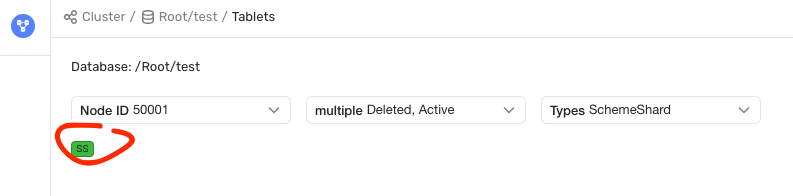 Cluster / Root/test / Tablets
Database: /Root/test
Node ID 50001 multiple Deleted, Active Types SchemeShard
SS